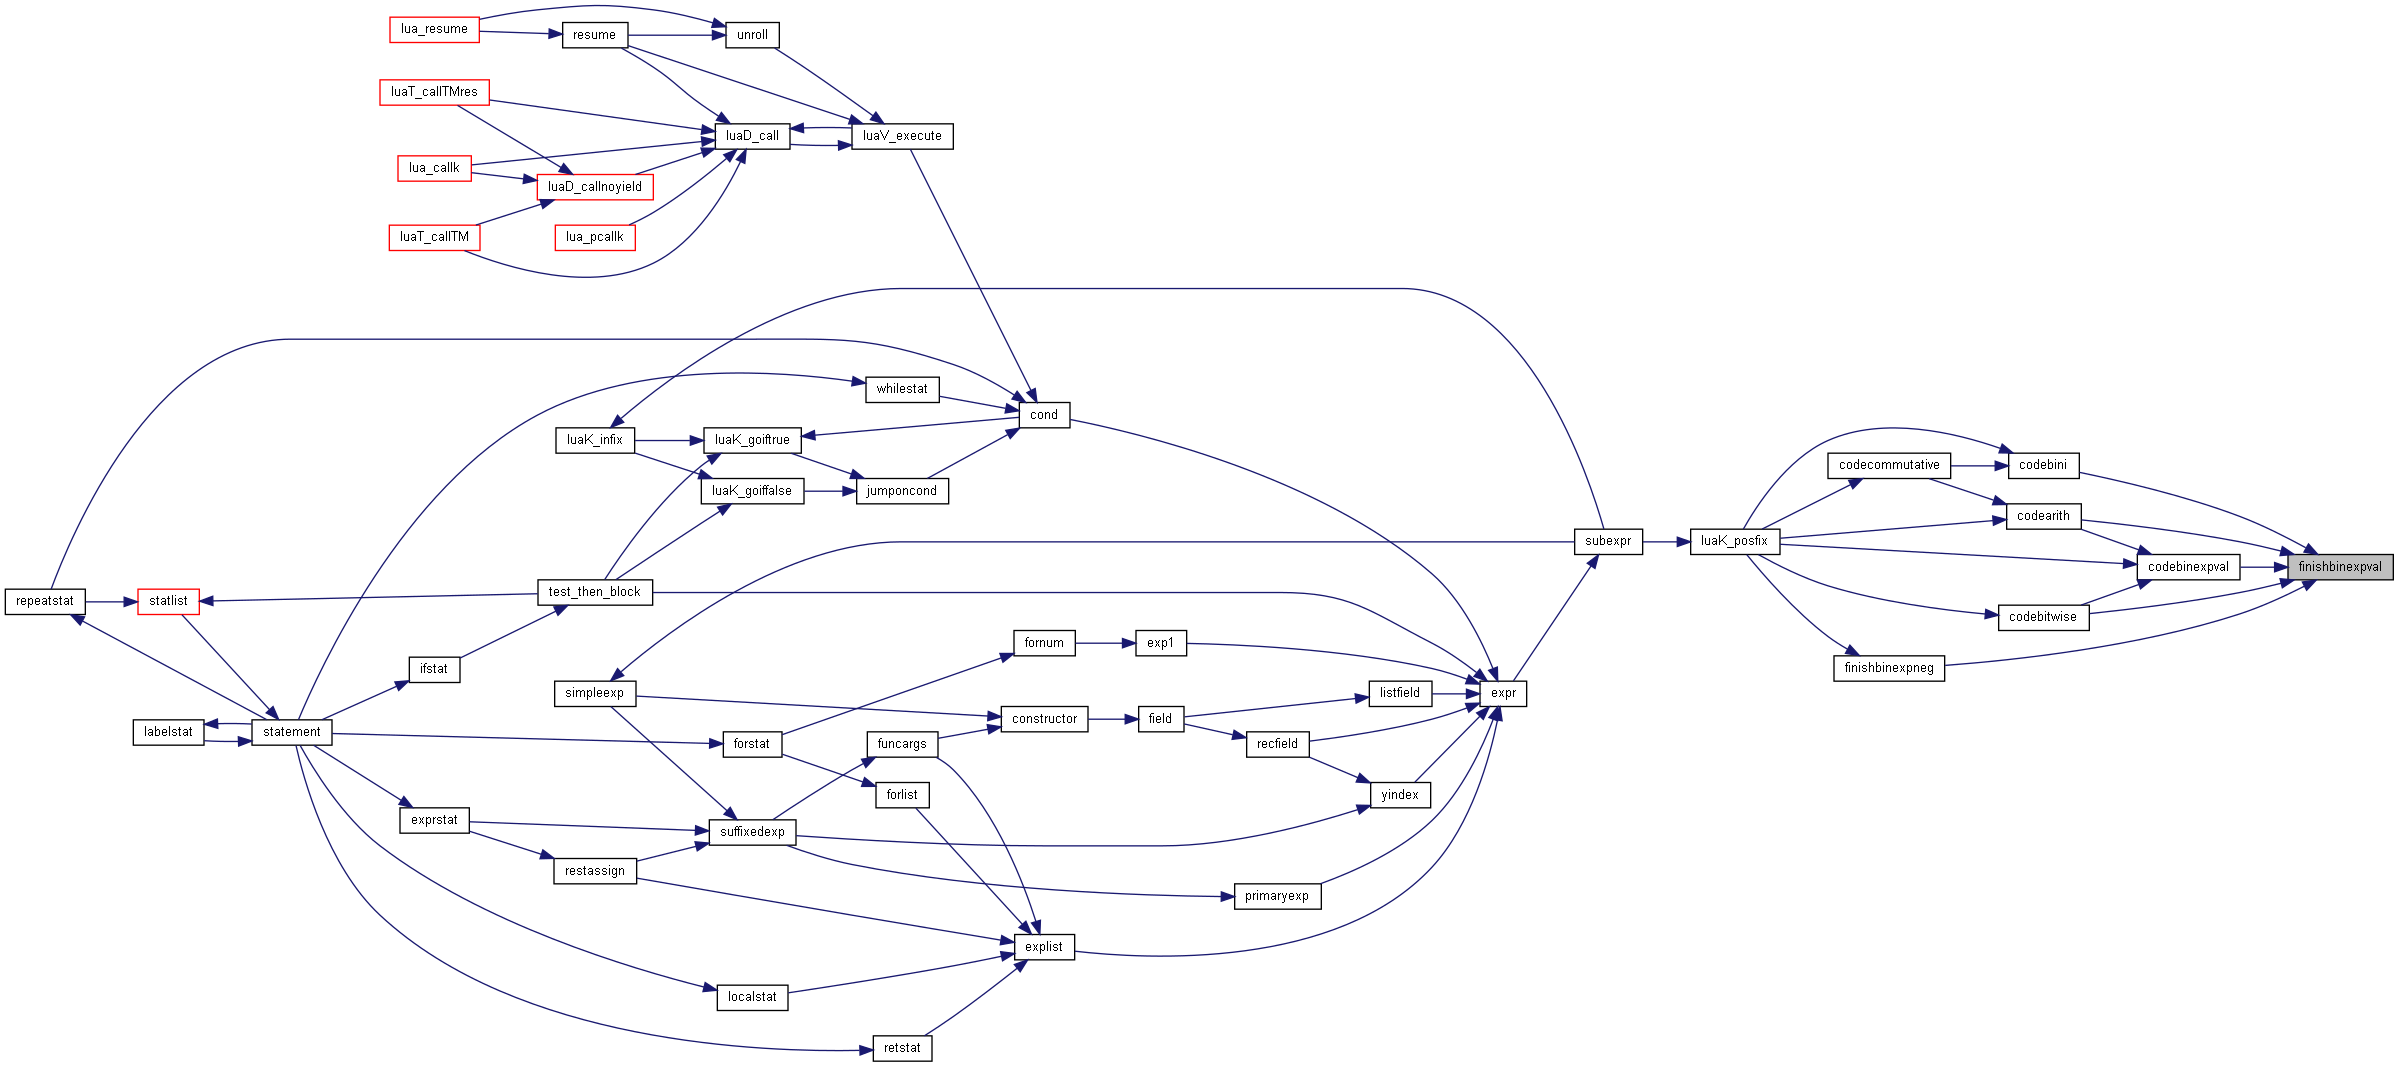 lua_resume
resume
unroll
luaT_callTMres
luaD_call
luaV_execute
lua_callk
luaD_callnoyield
luaT_callTM
lua_pcallk
whilestat
cond
luaK_infix
luaK_goiftrue
luaK_goiffalse
jumponcond
codecommutative
codebini
codearith
subexpr
luaK_posfix
codebinexpval
finishbinexpval
repeatstat
statlist
test_then_block
codebitwise
fornum
exp1
ifstat
finishbinexpneg
simpleexp
listfield
expr
labelstat
statement
constructor
field
forstat
funcargs
recfield
forlist
yindex
exprstat
suffixedexp
restassign
primaryexp
explist
localstat
retstat